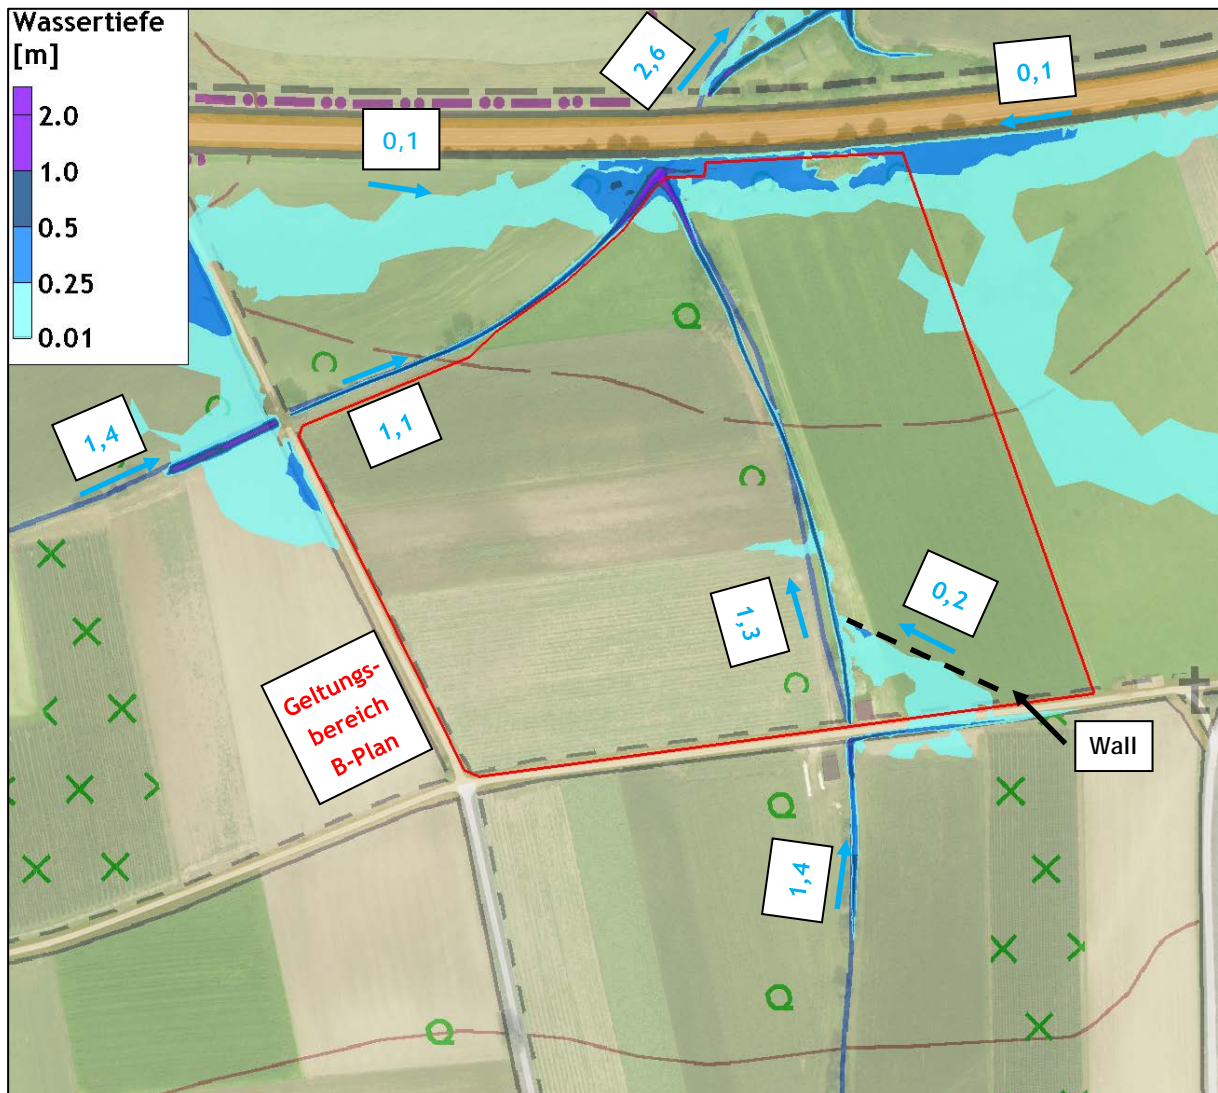 Wassertiefe
[m]
2.0
1.0
0.5
0.25
0.01
2,6
0,1
0,1
1,4
1,1
0,2
1,3
Geltungs-
bereich
B-Plan
Wall
1,4
t